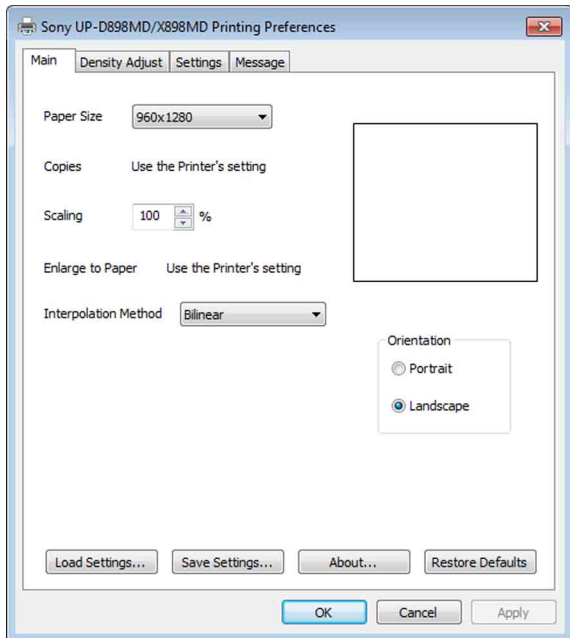 Sony UP-D898MD/X898MD Printing Preferences
Main Density Adjust Settings Message
Paper Size 960x1280
Copies Use the Printer's setting
Scaling 100 %
Enlarge to Paper Use the Printer's setting
Interpolation Method Bilinear
Orientation
Portrait
Landscape
Load Settings... Save Settings... About... Restore Defaults
OK Cancel Apply